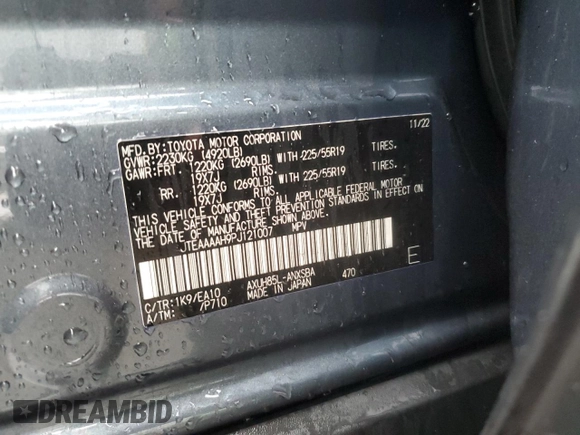 MFD. BY: TOYOTA MOTOR CORPORATION 11/22
GVWR: 2230KG (4920LB)
GAWR: FRT. 1220KG (2690LB) WITH 225/55R19 TIRES.
19X7J RIMS.
RR. 1220KG (2690LB) WITH 225/55R19 TIRES.
19X7J RIMS.
THIS VEHICLE CONFORMS TO ALL APPLICABLE FEDERAL MOTOR
VEHICLE SAFETY AND THEFT PREVENTION STANDARDS IN EFFECT ON
THE DATE OF MANUFACTURE SHOWN ABOVE.
JTEAAAAH9PJ121007 MPV
C/TR: 1K9/EA10 AXUH85L-ANXSBA 470
A/TM: /P710 MADE IN JAPAN
E
DREAMBID